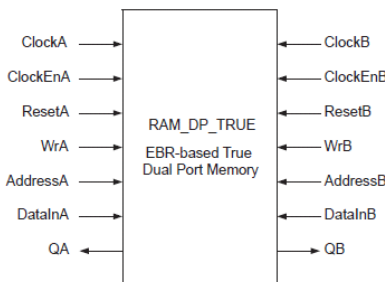 ClockA
ClockEnA
ResetA
WrA
AddressA
DataInA
QA
RAM_DP_TRUE
EBR-based True
Dual Port Memory
ClockB
ClockEnB
ResetB
WrB
AddressB
DataInB
QB